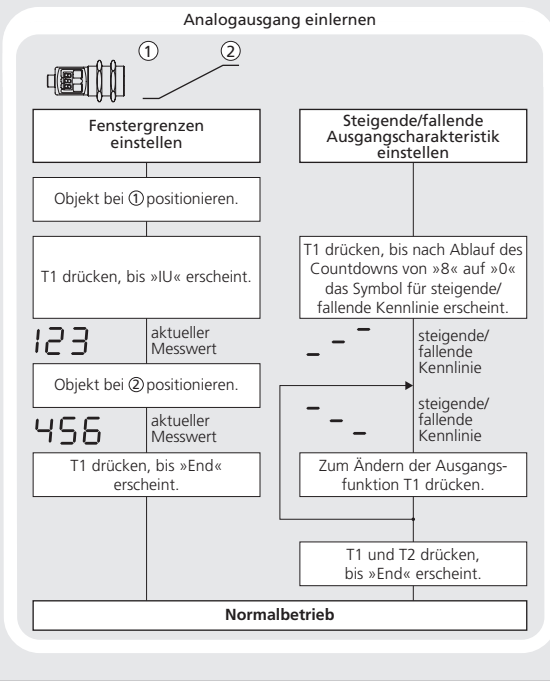 Analogausgang einlernen
① ②
Fenstergrenzen
einstellen
Objekt bei ① positionieren.
T1 drücken, bis »IU« erscheint.
123
aktueller
Messwert
Objekt bei ② positionieren.
456
aktueller
Messwert
T1 drücken, bis »End«
erscheint.
Steigende/fallende
Ausgangscharakteristik
einstellen
T1 drücken, bis nach Ablauf des
Countdowns von »8« auf »0«
das Symbol für steigende/
fallende Kennlinie erscheint.
steigende/
fallende
Kennlinie
steigende/
fallende
Kennlinie
Zum Ändern der Ausgangs-
funktion T1 drücken.
T1 und T2 drücken,
bis »End« erscheint.
Normalbetrieb